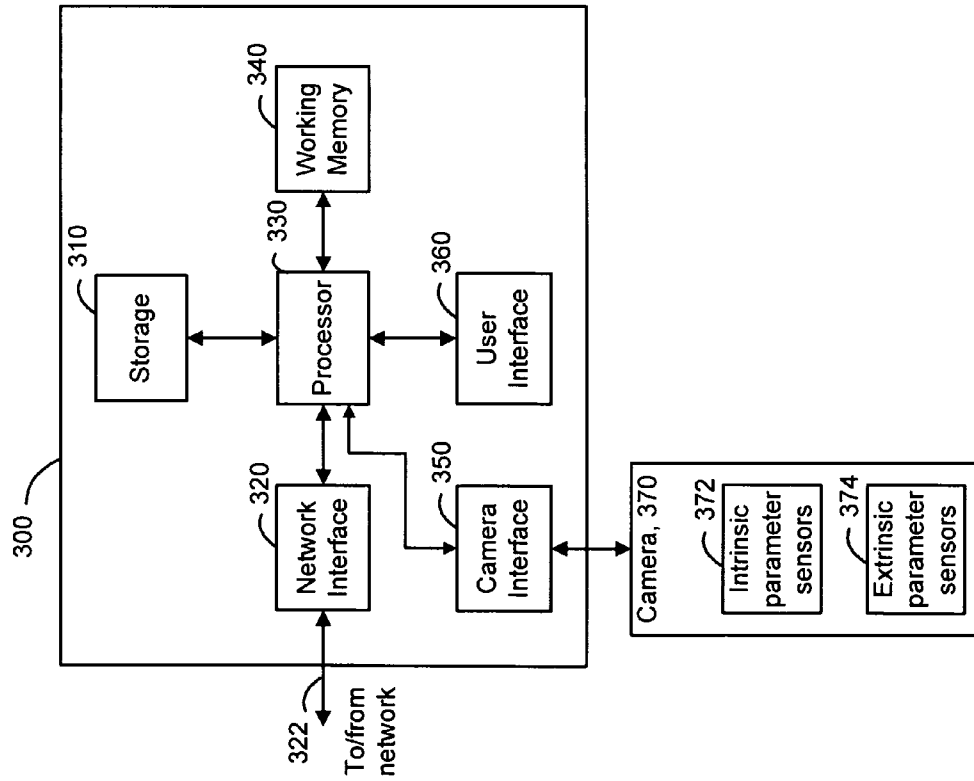 300
310
Storage
320
Network
Interface
330
Processor
340
Working
Memory
322
To/from
network
350
Camera
Interface
360
User
Interface
Camera, 370
372
Intrinsic
parameter
sensors
374
Extrinsic
parameter
sensors